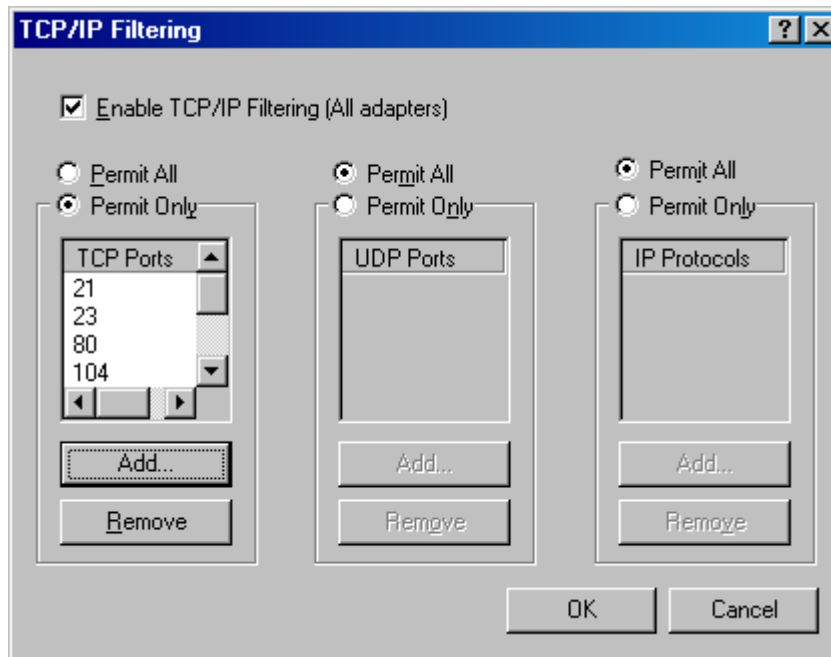 TCP/IP Filtering
Enable TCP/IP Filtering (All adapters)
Permit All
Permit Only
TCP Ports
21
23
80
104
Add...
Remove
Permit All
Permit Only
UDP Ports
Add...
Remove
Permit All
Permit Only
IP Protocols
Add...
Remove
OK
Cancel